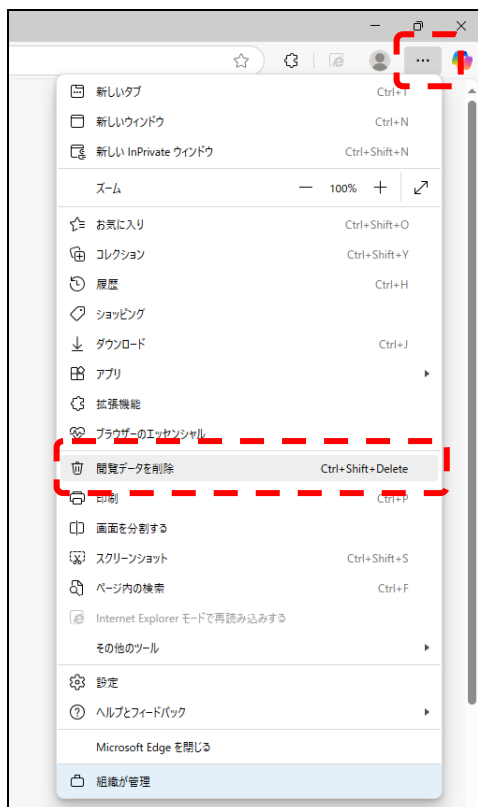 新しいタブ Ctrl+T
新しいウィンドウ Ctrl+N
新しい InPrivate ウィンドウ Ctrl+Shift+N
ズーム 100%
お気に入り Ctrl+Shift+O
コレクション Ctrl+Shift+Y
履歴 Ctrl+H
ショッピング
ダウンロード Ctrl+J
アプリ
拡張機能
ブラウザーのエッセンシャル
閲覧データを削除 Ctrl+Shift+Delete
印刷 Ctrl+P
画面を分割する
スクリーンショット Ctrl+Shift+S
ページ内の検索 Ctrl+F
Internet Explorer モードで再読み込みする
その他のツール
設定
ヘルプとフィードバック
Microsoft Edge を閉じる
組織が管理